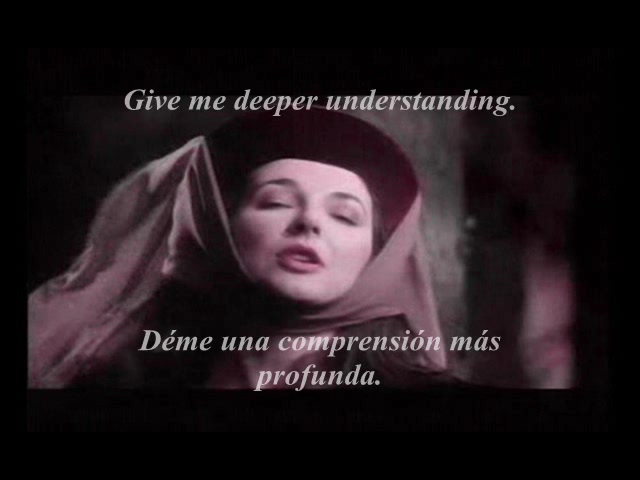 Give me deeper understanding.
Déme una comprensión más
profunda.